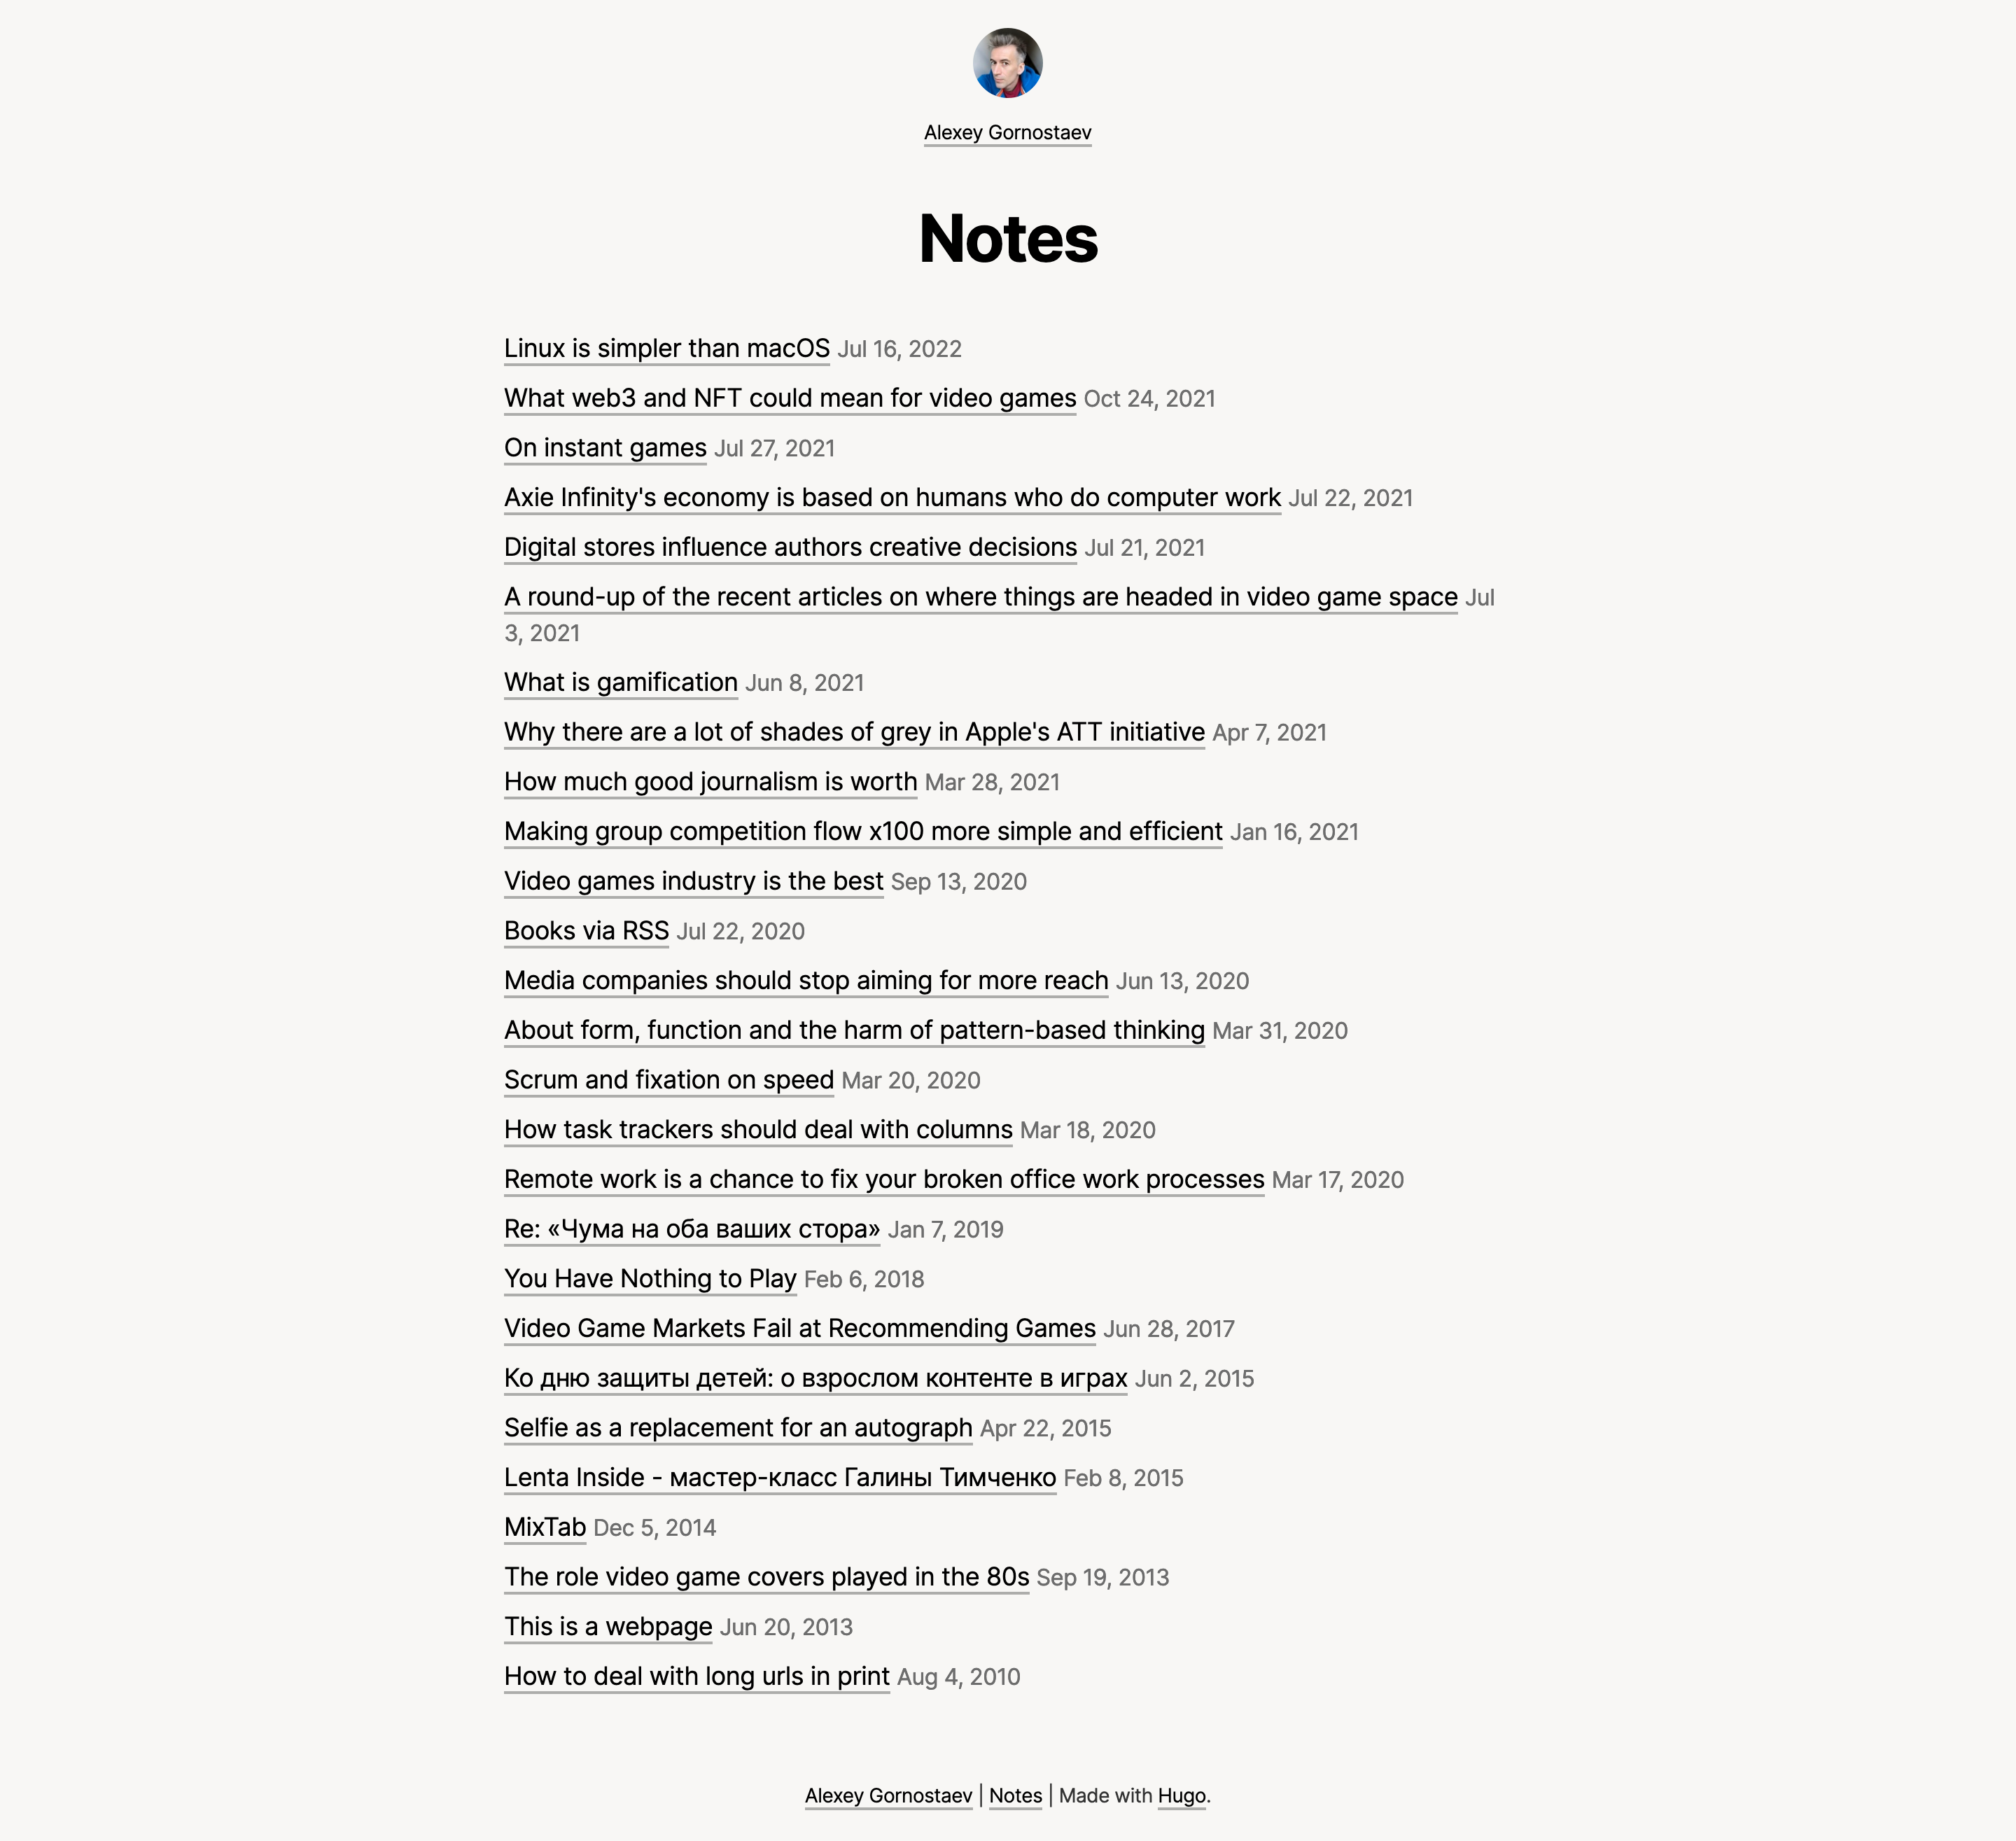 Alexey Gornostaev
Notes
Linux is simpler than macOS Jul 16, 2022
What web3 and NFT could mean for video games Oct 24, 2021
On instant games Jul 27, 2021
Axie Infinity's economy is based on humans who do computer work Jul 22, 2021
Digital stores influence authors creative decisions Jul 21, 2021
A round-up of the recent articles on where things are headed in video game space Jul
3, 2021
What is gamification Jun 8, 2021
Why there are a lot of shades of grey in Apple's ATT initiative Apr 7, 2021
How much good journalism is worth Mar 28, 2021
Making group competition flow x100 more simple and efficient Jan 16, 2021
Video games industry is the best Sep 13, 2020
Books via RSS Jul 22, 2020
Media companies should stop aiming for more reach Jun 13, 2020
About form, function and the harm of pattern-based thinking Mar 31, 2020
Scrum and fixation on speed Mar 20, 2020
How task trackers should deal with columns Mar 18, 2020
Remote work is a chance to fix your broken office work processes Mar 17, 2020
Re: «Чума на оба ваших стора» Jan 7, 2019
You Have Nothing to Play Feb 6, 2018
Video Game Markets Fail at Recommending Games Jun 28, 2017
Ко дню защиты детей: о взрослом контенте в играх Jun 2, 2015
Selfie as a replacement for an autograph Apr 22, 2015
Lenta Inside - мастер-класс Галины Тимченко Feb 8, 2015
MixTab Dec 5, 2014
The role video game covers played in the 80s Sep 19, 2013
This is a webpage Jun 20, 2013
How to deal with long urls in print Aug 4, 2010
Alexey Gornostaev | Notes | Made with Hugo.